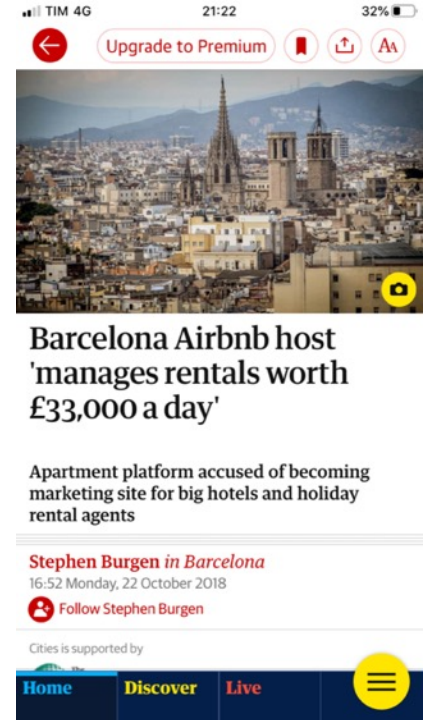 TIM 4G 21:22 32%
Upgrade to Premium AA
Barcelona Airbnb host
'manages rentals worth
£33,000 a day'
Apartment platform accused of becoming
marketing site for big hotels and holiday
rental agents
Stephen Burgen in Barcelona
16:52 Monday, 22 October 2018
Follow Stephen Burgen
Cities is supported by
The
Home Discover Live